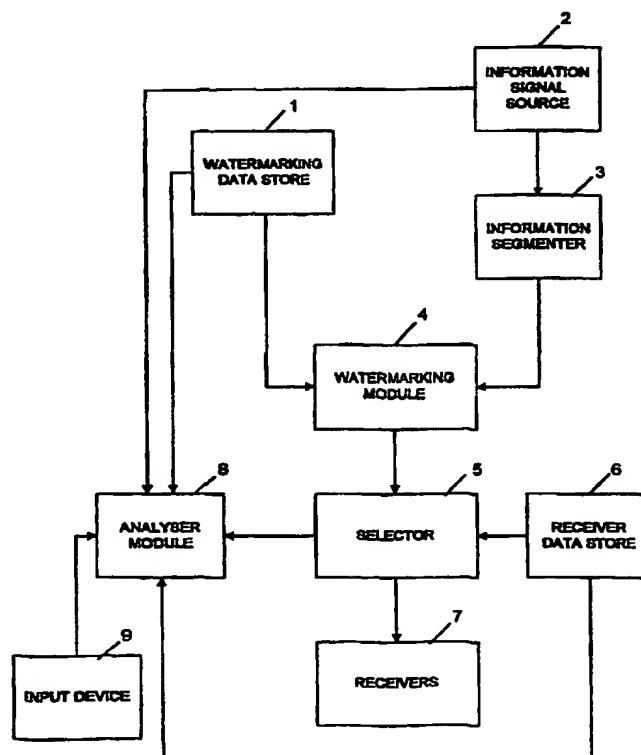 2
INFORMATION
SIGNAL
SOURCE
1
WATERMARKING
DATA STORE
3
INFORMATION
SEGMENTER
4
WATERMARKING
MODULE
8
ANALYSER
MODULE
5
SELECTOR
6
RECEIVER
DATA STORE
9
INPUT DEVICE
7
RECEIVERS